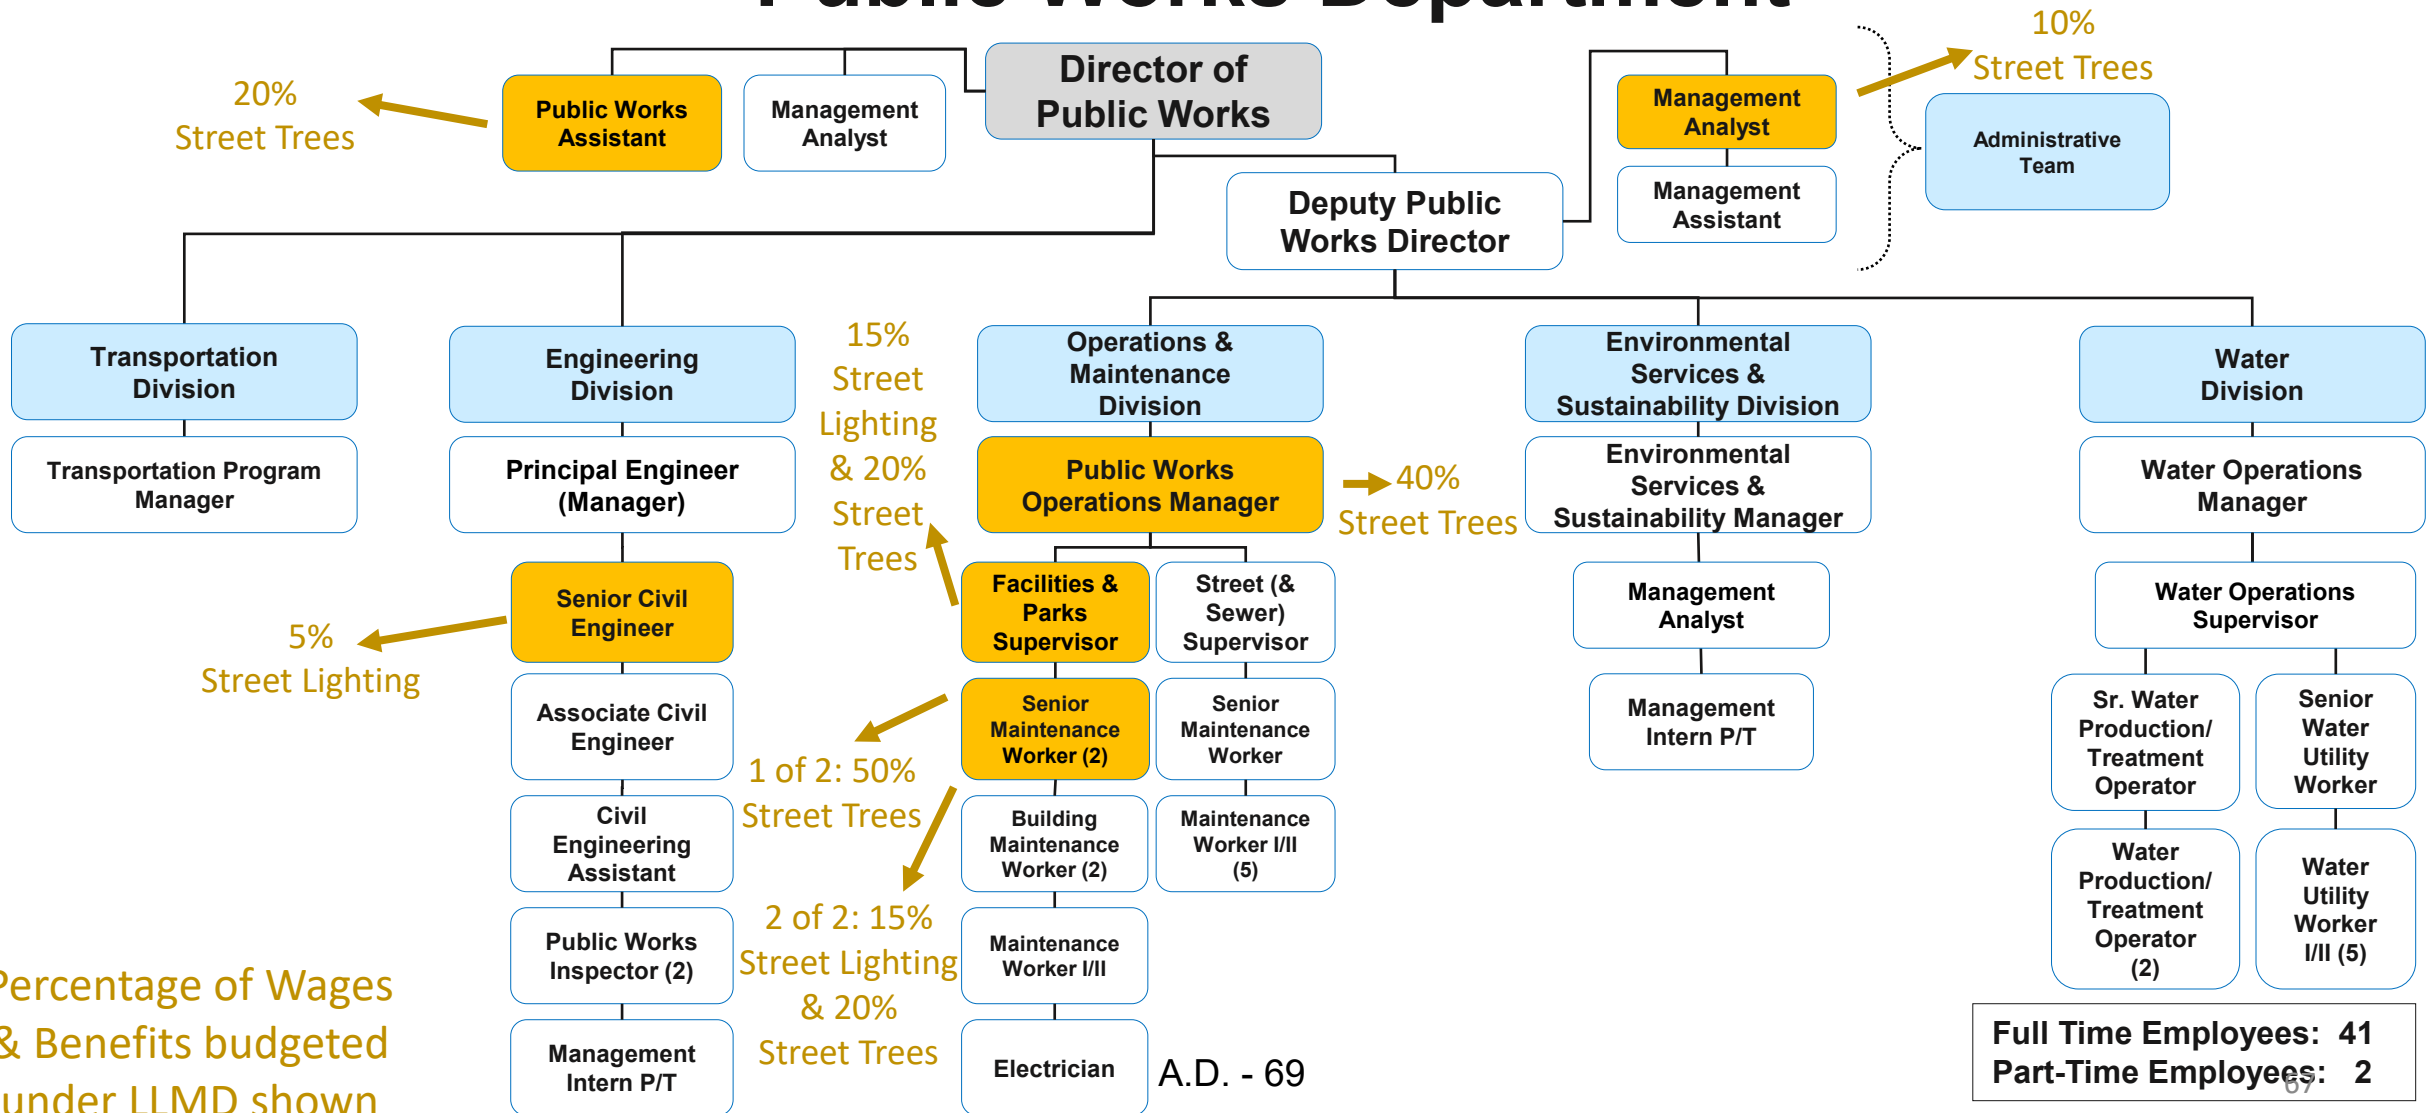 Public Works Department
10%
Street Trees
20%
Street Trees
Public Works
Assistant
Management
Analyst
Director of
Public Works
Management
Analyst
Administrative
Team
Management
Assistant
Deputy Public
Works Director
Transportation
Division
Engineering
Division
15%
Street
Lighting
& 20%
Street
Trees
Operations &
Maintenance
Division
Environmental
Services &
Sustainability Division
Water
Division
Transportation Program
Manager
Principal Engineer
(Manager)
Public Works
Operations Manager
40%
Street Trees
Environmental
Services &
Sustainability Manager
Water Operations
Manager
Senior Civil
Engineer
5%
Street Lighting
Facilities &
Parks
Supervisor
Street (&
Sewer)
Supervisor
Management
Analyst
Water Operations
Supervisor
Associate Civil
Engineer
1 of 2: 50%
Street Trees
Senior
Maintenance
Worker (2)
Senior
Maintenance
Worker
Management
Intern P/T
Sr. Water
Production/
Treatment
Operator
Senior
Water
Utility
Worker
Civil
Engineering
Assistant
Building
Maintenance
Worker (2)
Maintenance
Worker I/II
(5)
Water
Production/
Treatment
Operator
(2)
Water
Utility
Worker
I/II (5)
Public Works
Inspector (2)
2 of 2: 15%
Street Lighting
& 20%
Street Trees
Maintenance
Worker I/II
Management
Intern P/T
Electrician
Percentage of Wages
& Benefits budgeted
under LLMD shown
A.D. - 69
Full Time Employees: 41
Part-Time Employees: 2
67